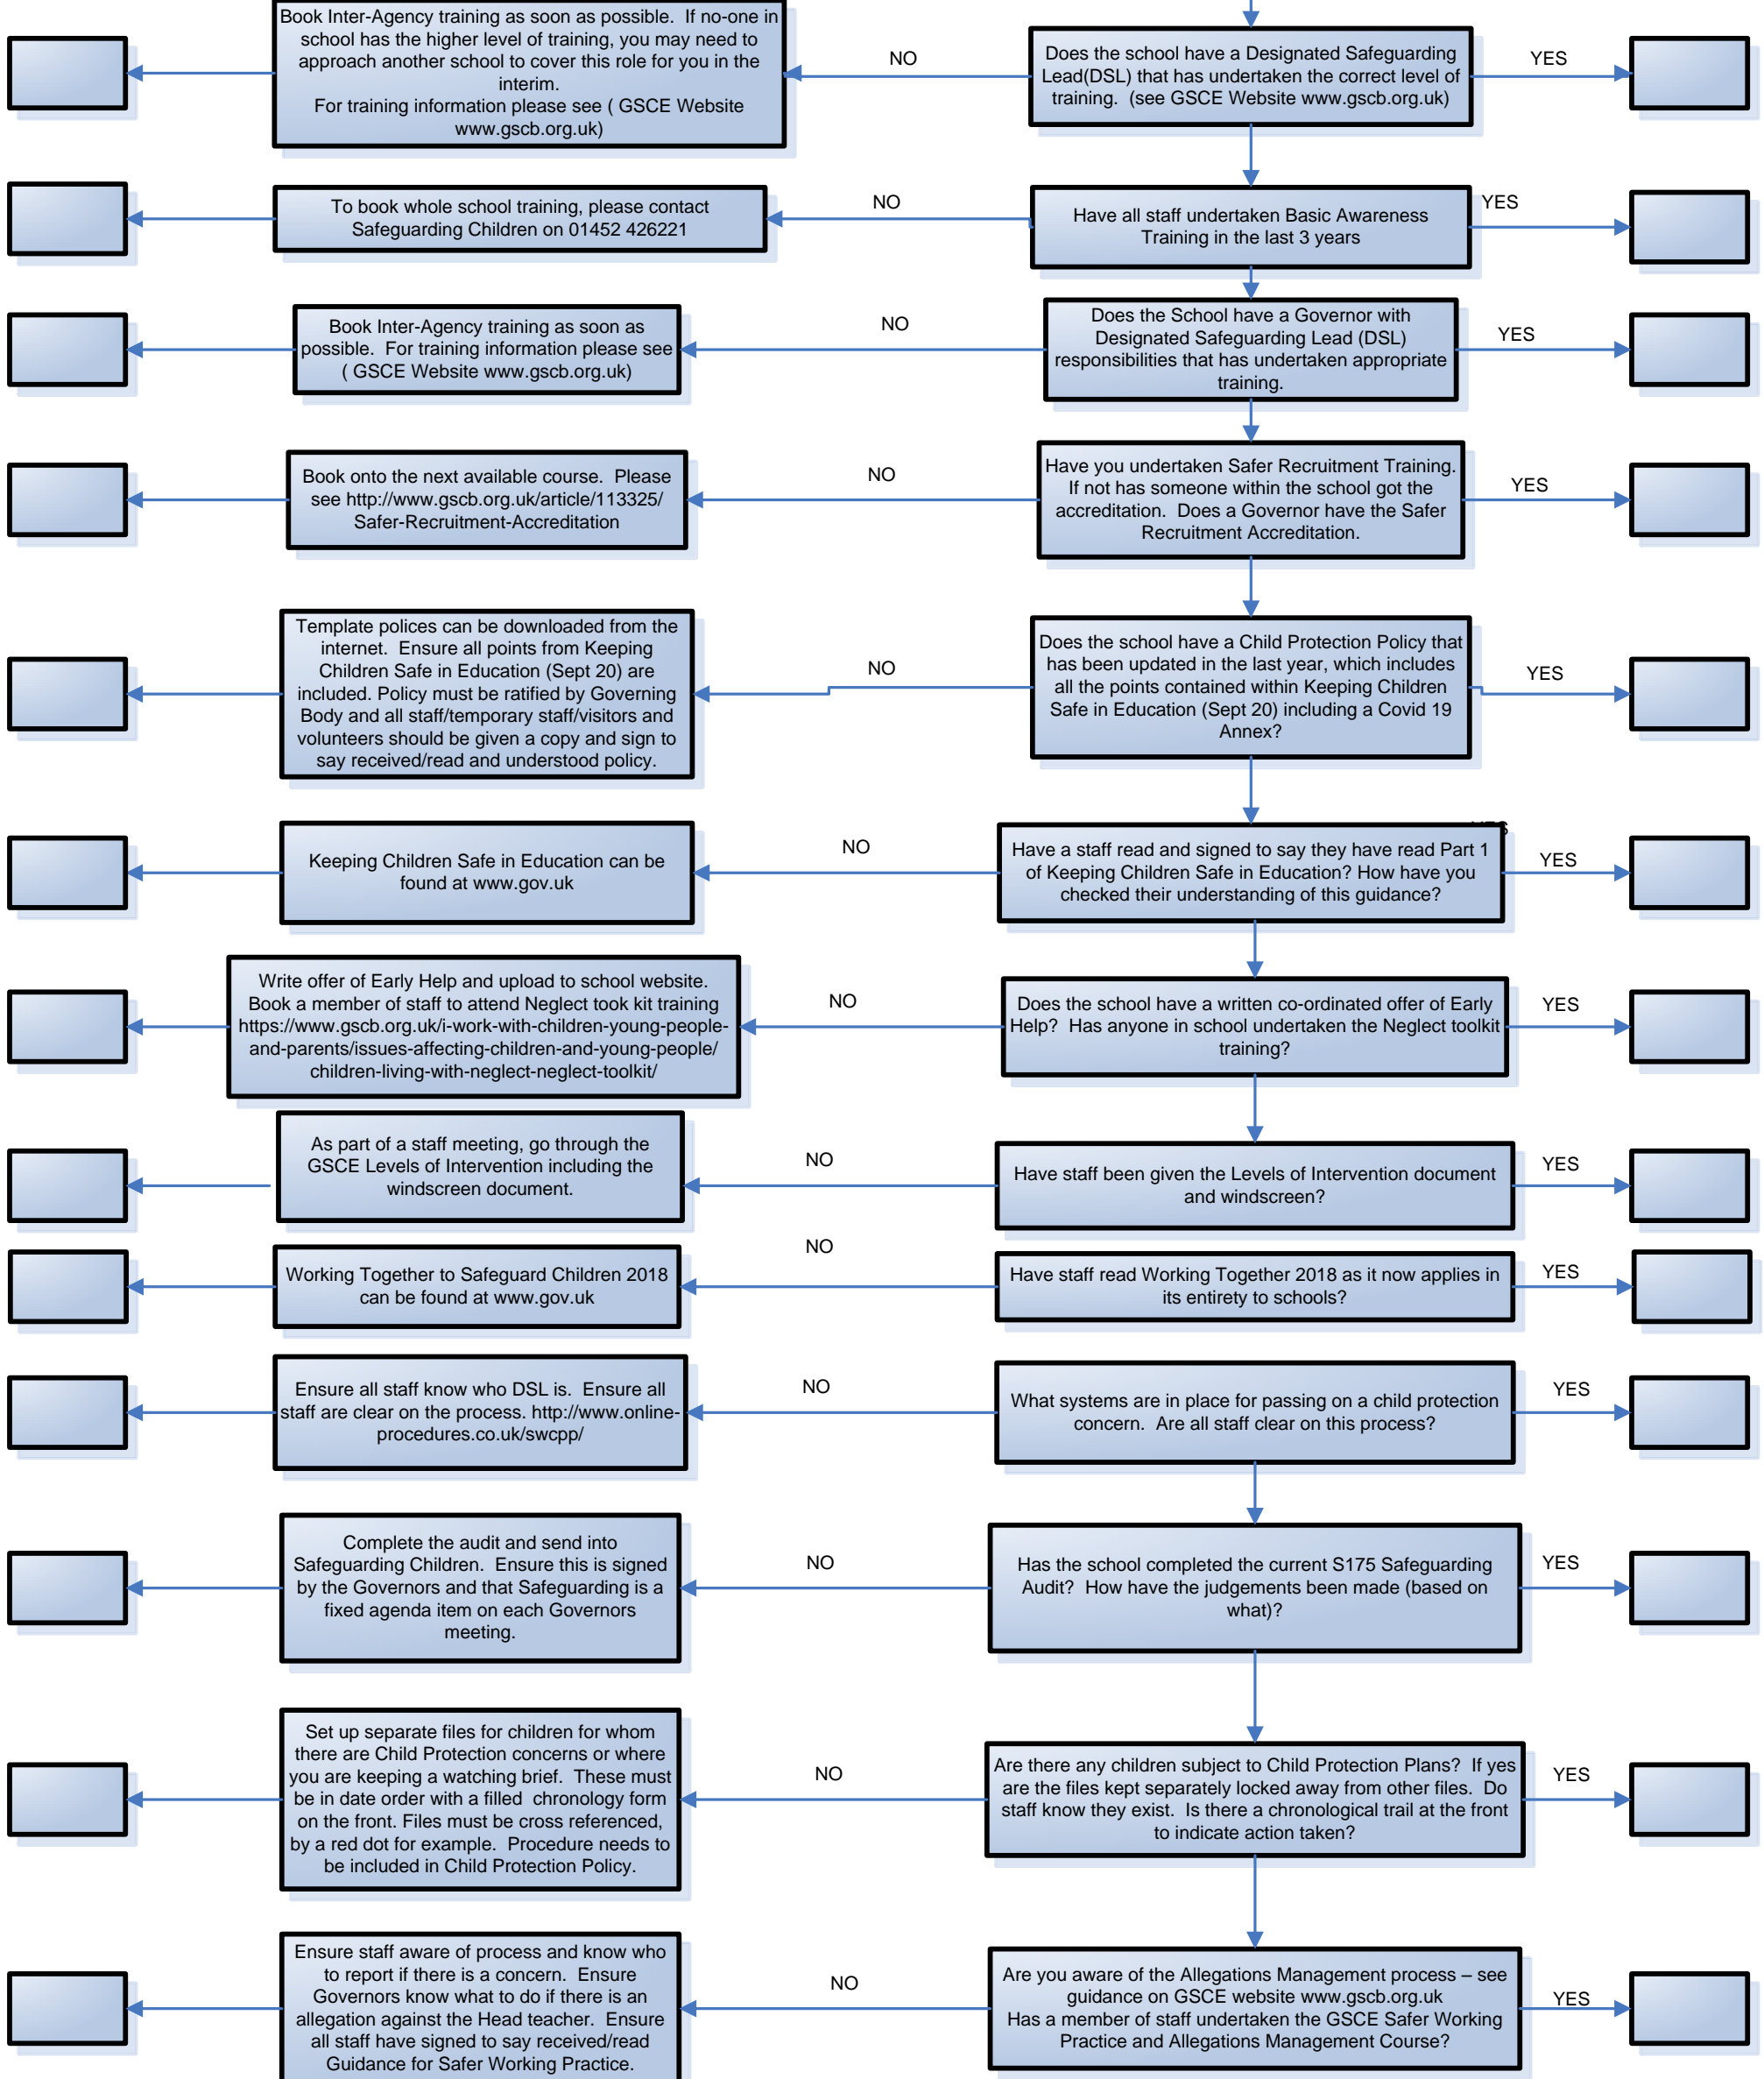 Book Inter-Agency training as soon as possible. If no-one in
school has the higher level of training, you may need to
approach another school to cover this role for you in the
interim.
For training information please see ( GSCE Website
www.gscb.org.uk)
NO
Does the school have a Designated Safeguarding
Lead(DSL) that has undertaken the correct level of
training. (see GSCE Website www.gscb.org.uk)
YES
To book whole school training, please contact
Safeguarding Children on 01452 426221
NO
Have all staff undertaken Basic Awareness
Training in the last 3 years
YES
Book Inter-Agency training as soon as
possible. For training information please see
( GSCE Website www.gscb.org.uk)
NO
Does the School have a Governor with
Designated Safeguarding Lead (DSL)
responsibilities that has undertaken appropriate
training.
YES
Book onto the next available course. Please
see http://www.gscb.org.uk/article/113325/
Safer-Recruitment-Accreditation
NO
Have you undertaken Safer Recruitment Training.
If not has someone within the school got the
accreditation. Does a Governor have the Safer
Recruitment Accreditation.
YES
Template polices can be downloaded from the
internet. Ensure all points from Keeping
Children Safe in Education (Sept 20) are
included. Policy must be ratified by Governing
Body and all staff/temporary staff/visitors and
volunteers should be given a copy and sign to
say received/read and understood policy.
NO
Does the school have a Child Protection Policy that
has been updated in the last year, which includes
all the points contained within Keeping Children
Safe in Education (Sept 20) including a Covid 19
Annex?
YES
Keeping Children Safe in Education can be
found at www.gov.uk
NO
YES
Have a staff read and signed to say they have read Part 1
of Keeping Children Safe in Education? How have you
checked their understanding of this guidance?
YES
Write offer of Early Help and upload to school website.
Book a member of staff to attend Neglect took kit training
https://www.gscb.org.uk/i-work-with-children-young-people-
and-parents/issues-affecting-children-and-young-people/
children-living-with-neglect-neglect-toolkit/
NO
Does the school have a written co-ordinated offer of Early
Help? Has anyone in school undertaken the Neglect toolkit
training?
YES
As part of a staff meeting, go through the
GSCE Levels of Intervention including the
windscreen document.
NO
Have staff been given the Levels of Intervention document
and windscreen?
YES
Working Together to Safeguard Children 2018
can be found at www.gov.uk
NO
Have staff read Working Together 2018 as it now applies in
its entirety to schools?
YES
Ensure all staff know who DSL is. Ensure all
staff are clear on the process. http://www.online-
procedures.co.uk/swcpp/
NO
What systems are in place for passing on a child protection
concern. Are all staff clear on this process?
YES
Complete the audit and send into
Safeguarding Children. Ensure this is signed
by the Governors and that Safeguarding is a
fixed agenda item on each Governors
meeting.
NO
Has the school completed the current S175 Safeguarding
Audit? How have the judgements been made (based on
what)?
YES
Set up separate files for children for whom
there are Child Protection concerns or where
you are keeping a watching brief. These must
be in date order with a filled chronology form
on the front. Files must be cross referenced,
by a red dot for example. Procedure needs to
be included in Child Protection Policy.
NO
Are there any children subject to Child Protection Plans? If yes
are the files kept separately locked away from other files. Do
staff know they exist. Is there a chronological trail at the front
to indicate action taken?
YES
Ensure staff aware of process and know who
to report if there is a concern. Ensure
Governors know what to do if there is an
allegation against the Head teacher. Ensure
all staff have signed to say received/read
Guidance for Safer Working Practice.
NO
Are you aware of the Allegations Management process – see
guidance on GSCE website www.gscb.org.uk
Has a member of staff undertaken the GSCE Safer Working
Practice and Allegations Management Course?
YES